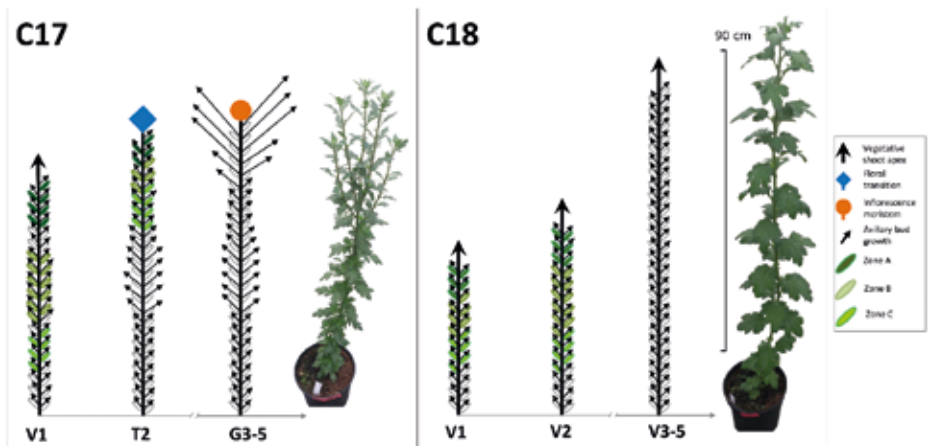 C17
C18
90 cm
V1
T2
G3-5
V1
V2
V3-5
Vegetative
shoot apex
Floral
transition
Inflorescence
meristem
Axillary bud
growth
Zone A
Zone B
Zone C